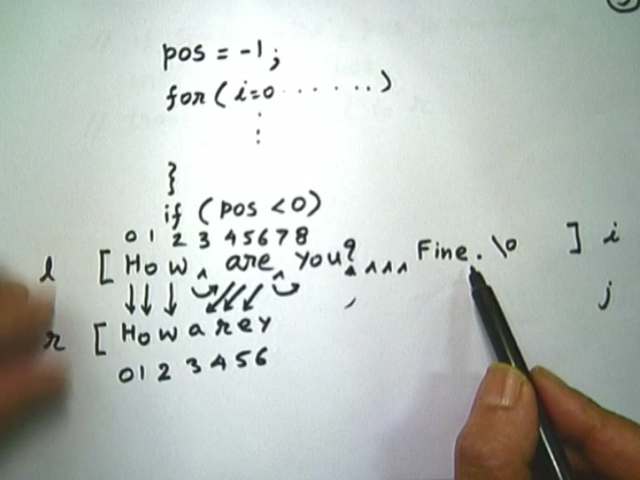 pos = -1;
for (i=0 ......)
⋮
}
if (pos <0)
0 1 2 3 4 5 6 7 8
l [ How ^ are ^ you? ^ ^ ^ ^ Fine. \0 ] i
j
r [ H o w a r e y
0 1 2 3 4 5 6